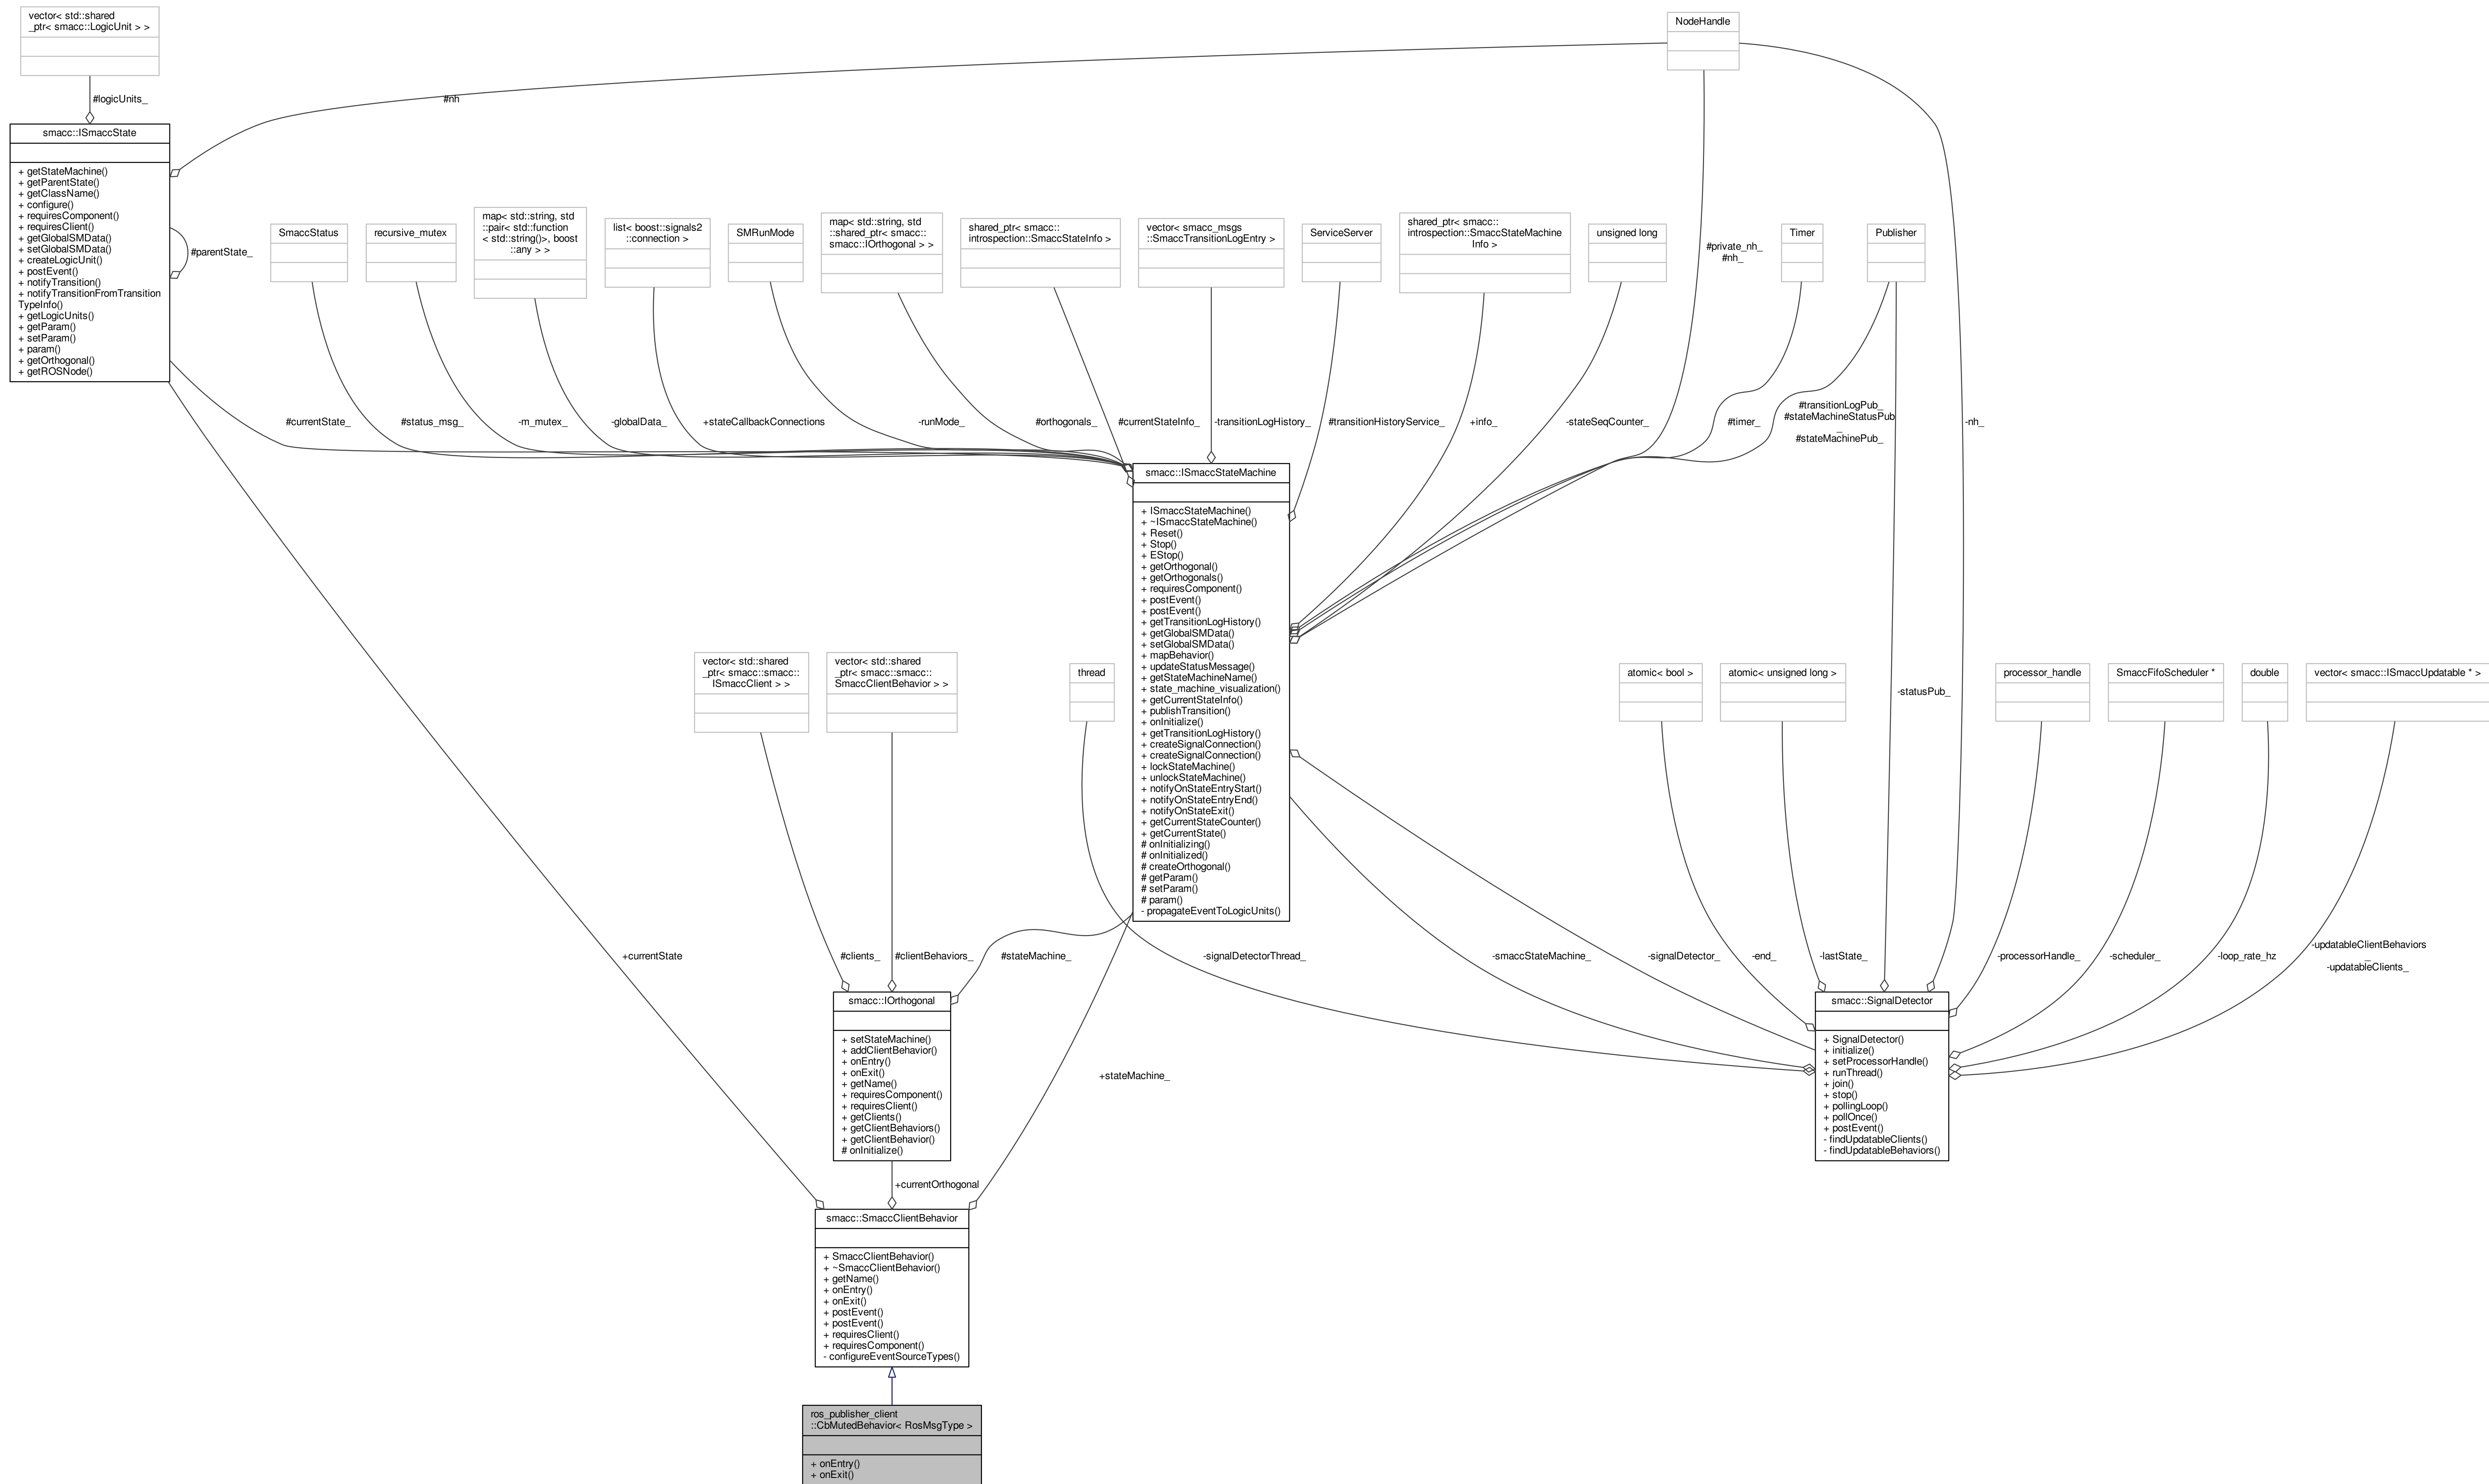 vector< std::shared
_ptr< smacc::LogicUnit > >
NodeHandle
#logicUnits_
#nh
smacc::ISmaccState
+ getStateMachine()
+ getParentState()
+ getClassName()
+ configure()
+ requiresComponent()
+ requiresClient()
+ getGlobalSMData()
+ setGlobalSMData()
+ createLogicUnit()
+ postEvent()
+ notifyTransition()
+ notifyTransitionFromTransition
TypeInfo()
+ getLogicUnits()
+ getParam()
+ setParam()
+ param()
+ getOrthogonal()
+ getROSNode()
#parentState_
SmaccStatus
recursive_mutex
map< std::string, std
::pair< std::function
< std::string()>, boost
::any > >
list< boost::signals2
::connection >
SMRunMode
map< std::string, std
::shared_ptr< smacc::
smacc::IOrthogonal > >
shared_ptr< smacc::
introspection::SmaccStateInfo >
vector< smacc_msgs
::SmaccTransitionLogEntry >
ServiceServer
shared_ptr< smacc::
introspection::SmaccStateMachine
Info >
unsigned long
#private_nh_
#nh_
Timer
Publisher
#currentState_
#status_msg_
-m_mutex_
-globalData_
+stateCallbackConnections
-runMode_
#orthogonals_
#currentStateInfo_
-transitionLogHistory_
#transitionHistoryService_
+info_
-stateSeqCounter_
#timer_
#transitionLogPub_
#stateMachineStatusPub
_
#stateMachinePub_
-nh_
smacc::ISmaccStateMachine
+ ISmaccStateMachine()
+ ~ISmaccStateMachine()
+ Reset()
+ Stop()
+ EStop()
+ getOrthogonal()
+ getOrthogonals()
+ requiresComponent()
+ postEvent()
+ postEvent()
+ getTransitionLogHistory()
+ getGlobalSMData()
+ setGlobalSMData()
+ mapBehavior()
+ updateStatusMessage()
+ getStateMachineName()
+ state_machine_visualization()
+ getCurrentStateInfo()
+ publishTransition()
+ onInitialize()
+ getTransitionLogHistory()
+ createSignalConnection()
+ createSignalConnection()
+ lockStateMachine()
+ unlockStateMachine()
+ notifyOnStateEntryStart()
+ notifyOnStateEntryEnd()
+ notifyOnStateExit()
+ getCurrentStateCounter()
+ getCurrentState()
# onInitializing()
# onInitialized()
# createOrthogonal()
# getParam()
# setParam()
# param()
- propagateEventToLogicUnits()
vector< std::shared
_ptr< smacc::smacc::
ISmaccClient > >
vector< std::shared
_ptr< smacc::smacc::
SmaccClientBehavior > >
thread
atomic< bool >
atomic< unsigned long >
-statusPub_
processor_handle
SmaccFifoScheduler *
double
vector< smacc::ISmaccUpdatable * >
+currentState
#clients_
#clientBehaviors_
#stateMachine_
-signalDetectorThread_
-smaccStateMachine_
-signalDetector_
-end_
-lastState_
-processorHandle_
-scheduler_
-loop_rate_hz
-updatableClientBehaviors
_
-updatableClients_
smacc::IOrthogonal
+ setStateMachine()
+ addClientBehavior()
+ onEntry()
+ onExit()
+ getName()
+ requiresComponent()
+ requiresClient()
+ getClients()
+ getClientBehaviors()
+ getClientBehavior()
# onInitialize()
+stateMachine_
smacc::SignalDetector
+ SignalDetector()
+ initialize()
+ setProcessorHandle()
+ runThread()
+ join()
+ stop()
+ pollingLoop()
+ pollOnce()
+ postEvent()
- findUpdatableClients()
- findUpdatableBehaviors()
+currentOrthogonal
smacc::SmaccClientBehavior
+ SmaccClientBehavior()
+ ~SmaccClientBehavior()
+ getName()
+ onEntry()
+ onExit()
+ postEvent()
+ postEvent()
+ requiresClient()
+ requiresComponent()
- configureEventSourceTypes()
ros_publisher_client
::CbMutedBehavior< RosMsgType >
+ onEntry()
+ onExit()